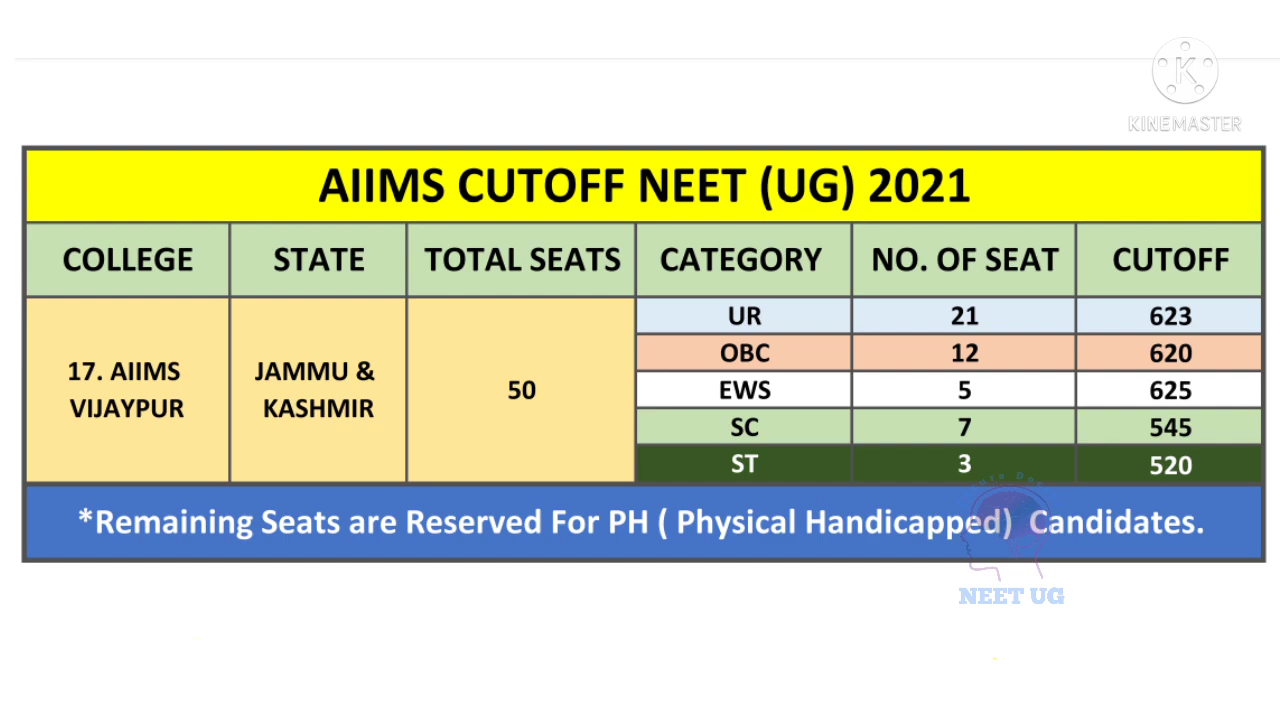 KINEMASTER
AIIMS CUTOFF NEET (UG) 2021
COLLEGE STATE TOTAL SEATS CATEGORY NO. OF SEAT CUTOFF
17. AIIMS VIJAYPUR JAMMU & KASHMIR 50 UR 21 623
OBC 12 620
EWS 5 625
SC 7 545
ST 3 520
*Remaining Seats are Reserved For PH ( Physical Handicapped) Candidates.
NEET UG